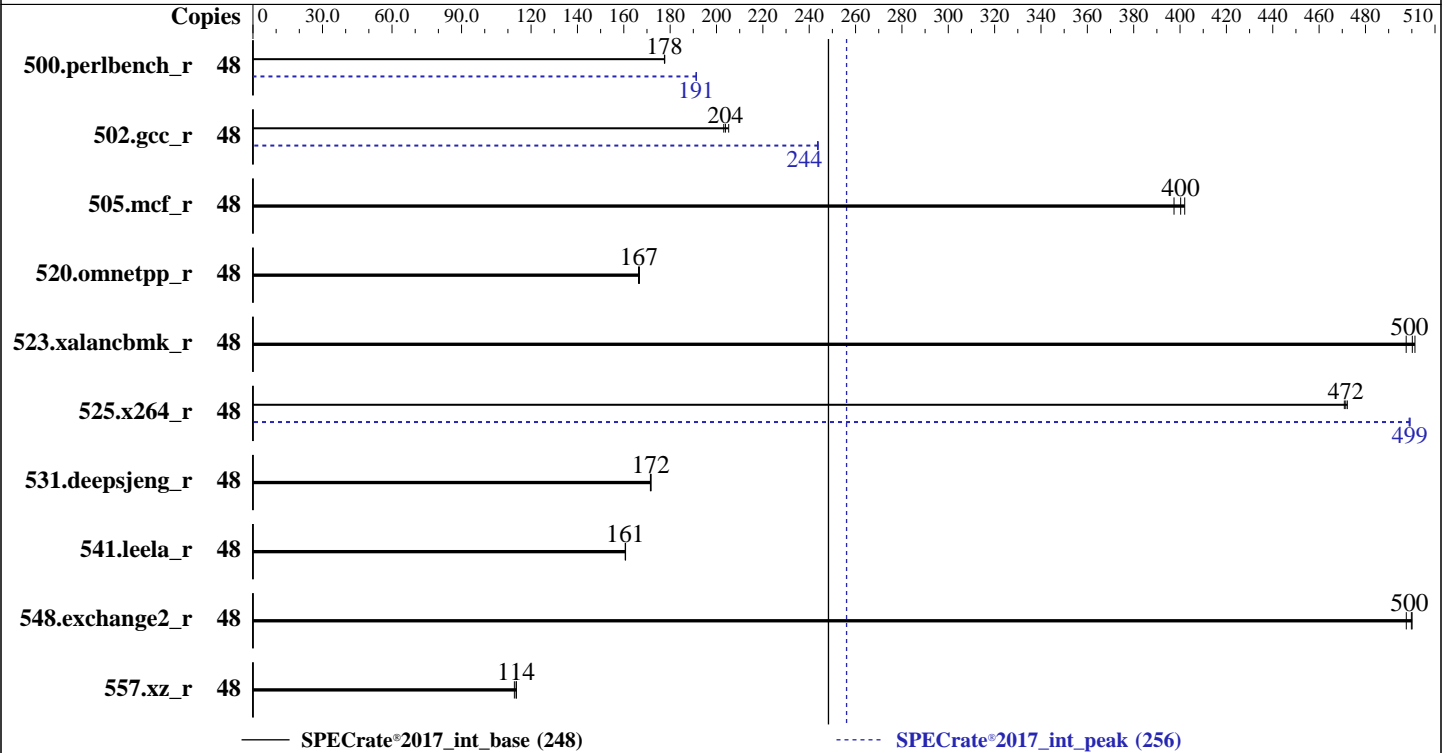 Copies 0 30.0 60.0 90.0 120 140 160 180 200 220 240 260 280 300 320 340 360 380 400 420 440 460 480 510
178
500.perlbench_r 48
191
204
502.gcc_r 48
244
400
505.mcf_r 48
167
520.omnetpp_r 48
500
523.xalancbmk_r 48
472
525.x264_r 48
499
172
531.deepsjeng_r 48
161
541.leela_r 48
500
548.exchange2_r 48
114
557.xz_r 48
SPECrate®2017_int_base (248) SPECrate®2017_int_peak (256)